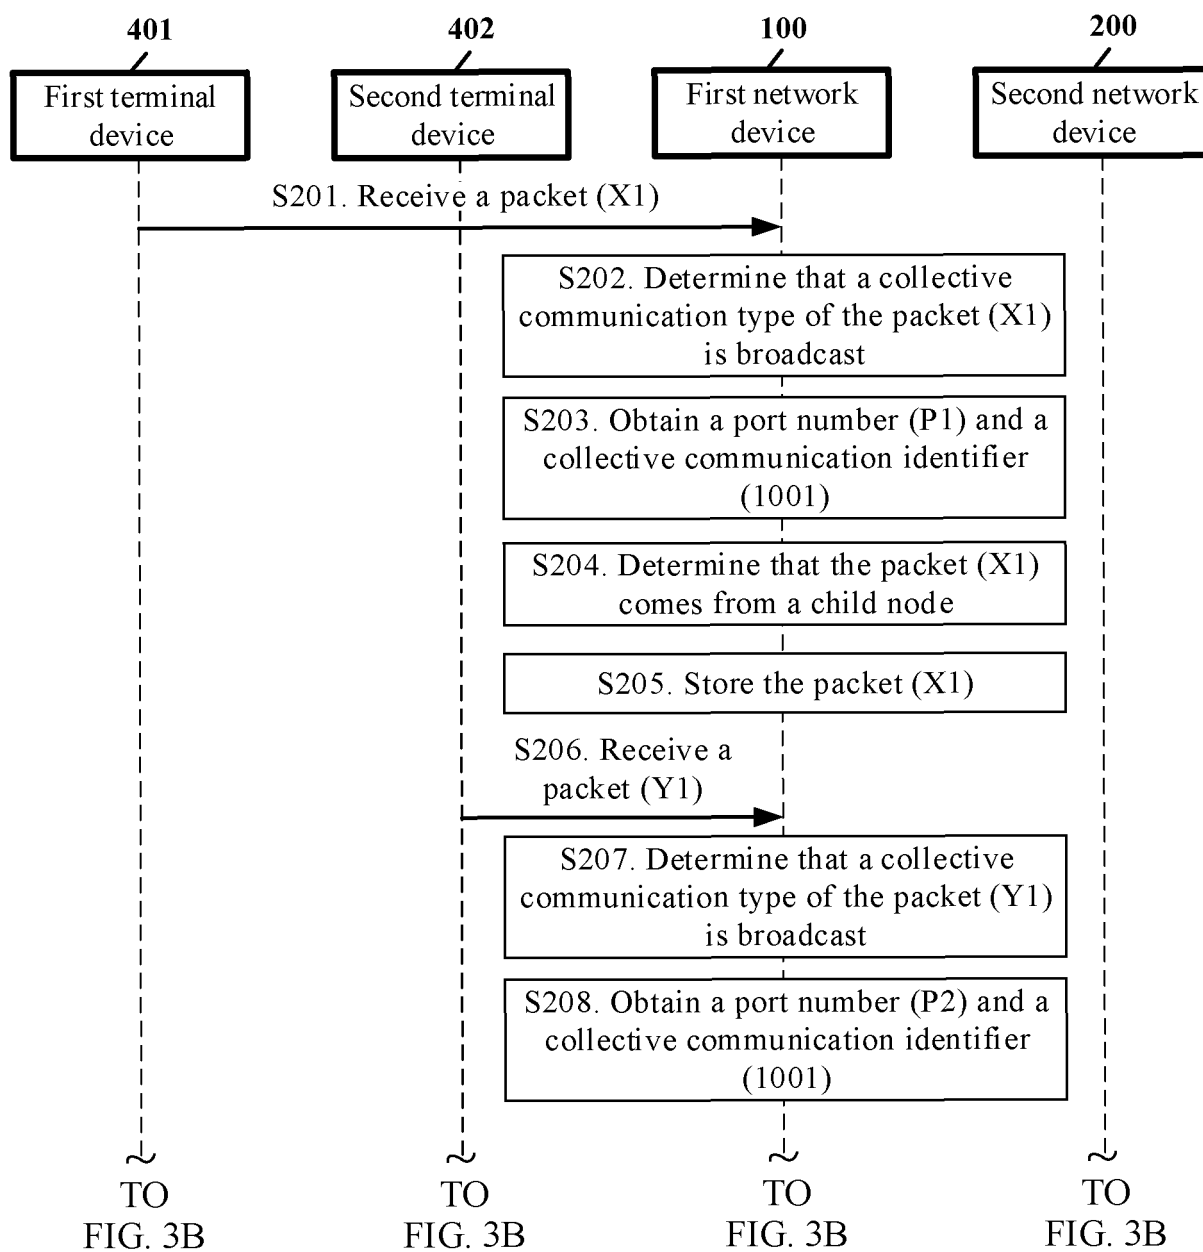 401
402
100
200
First terminal
device
Second terminal
device
First network
device
Second network
device
S201. Receive a packet (X1)
S202. Determine that a collective
communication type of the packet (X1)
is broadcast
S203. Obtain a port number (P1) and a
collective communication identifier
(1001)
S204. Determine that the packet (X1)
comes from a child node
S205. Store the packet (X1)
S206. Receive a
packet (Y1)
S207. Determine that a collective
communication type of the packet (Y1)
is broadcast
S208. Obtain a port number (P2) and a
collective communication identifier
(1001)
TO
FIG. 3B
TO
FIG. 3B
TO
FIG. 3B
TO
FIG. 3B